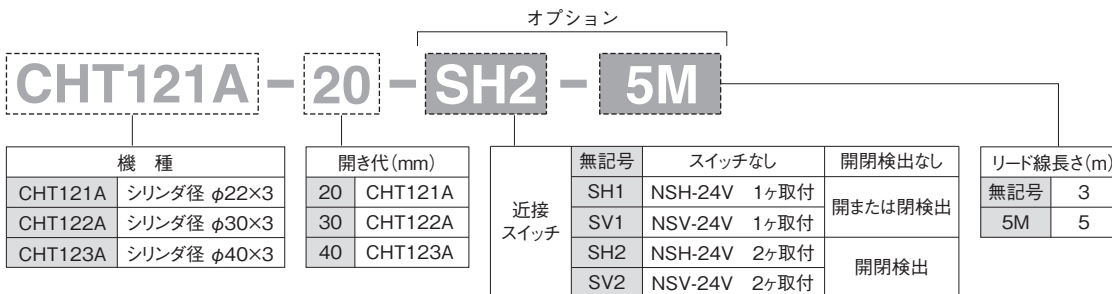 オプション
CHT121A－20－SH2－5M
機　種
CHT121A シリンダ径 φ22×3
CHT122A シリンダ径 φ30×3
CHT123A シリンダ径 φ40×3
開き代(mm)
20 CHT121A
30 CHT122A
40 CHT123A
近接
スイッチ
無記号 スイッチなし 開閉検出なし
SH1 NSH-24V 1ヶ取付 開または閉検出
SV1 NSV-24V 1ヶ取付
SH2 NSH-24V 2ヶ取付 開閉検出
SV2 NSV-24V 2ヶ取付
リード線長さ(m)
無記号 3
5M 5